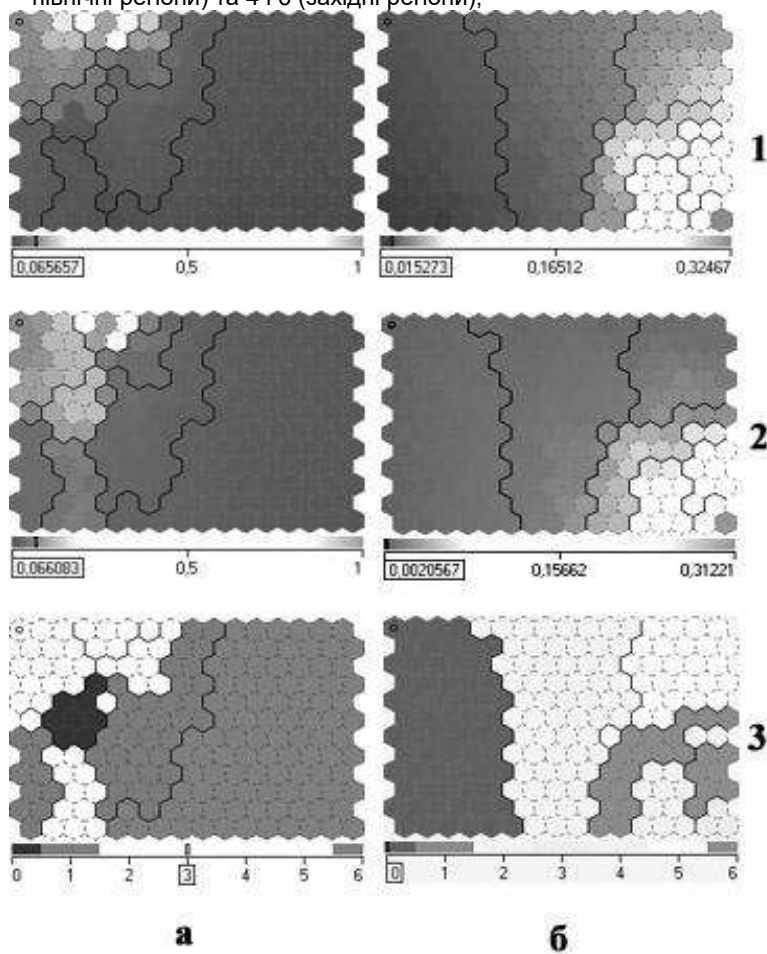 північні регіони) та 4 і 6 (західні регіони);
1
0,065657 0,5 1 0,015273 0,16512 0,32467
2
0,066083 0,5 1 0,0020567 0,15662 0,31221
3
0 1 2 3 4 5 6 0 1 2 3 4 5 6
а б